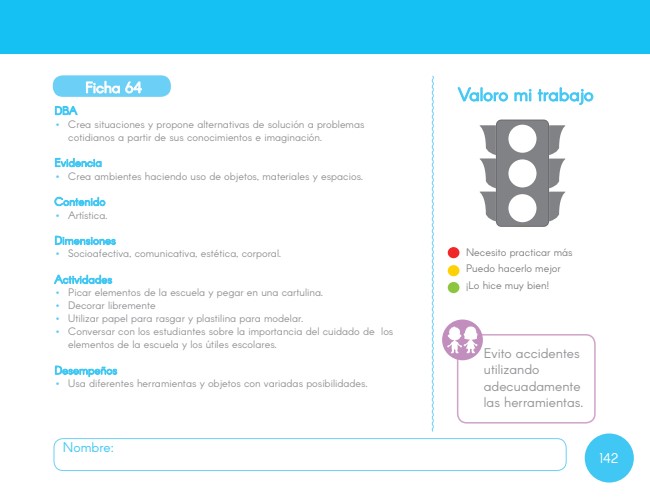 Ficha 64
DBA
• Crea situaciones y propone alternativas de solución a problemas
cotidianos a partir de sus conocimientos e imaginación.
Evidencia
• Crea ambientes haciendo uso de objetos, materiales y espacios.
Contenido
• Artística.
Dimensiones
• Socioafectiva, comunicativa, estética, corporal.
Actividades
• Picar elementos de la escuela y pegar en una cartulina.
• Decorar libremente
• Utilizar papel para rasgar y plastilina para modelar.
• Conversar con los estudiantes sobre la importancia del cuidado de los
elementos de la escuela y los útiles escolares.
Desempeños
• Usa diferentes herramientas y objetos con variadas posibilidades.
Valoro mi trabajo
Necesito practicar más
Puedo hacerlo mejor
¡Lo hice muy bien!
Evito accidentes
utilizando
adecuadamente
las herramientas.
Nombre:
142